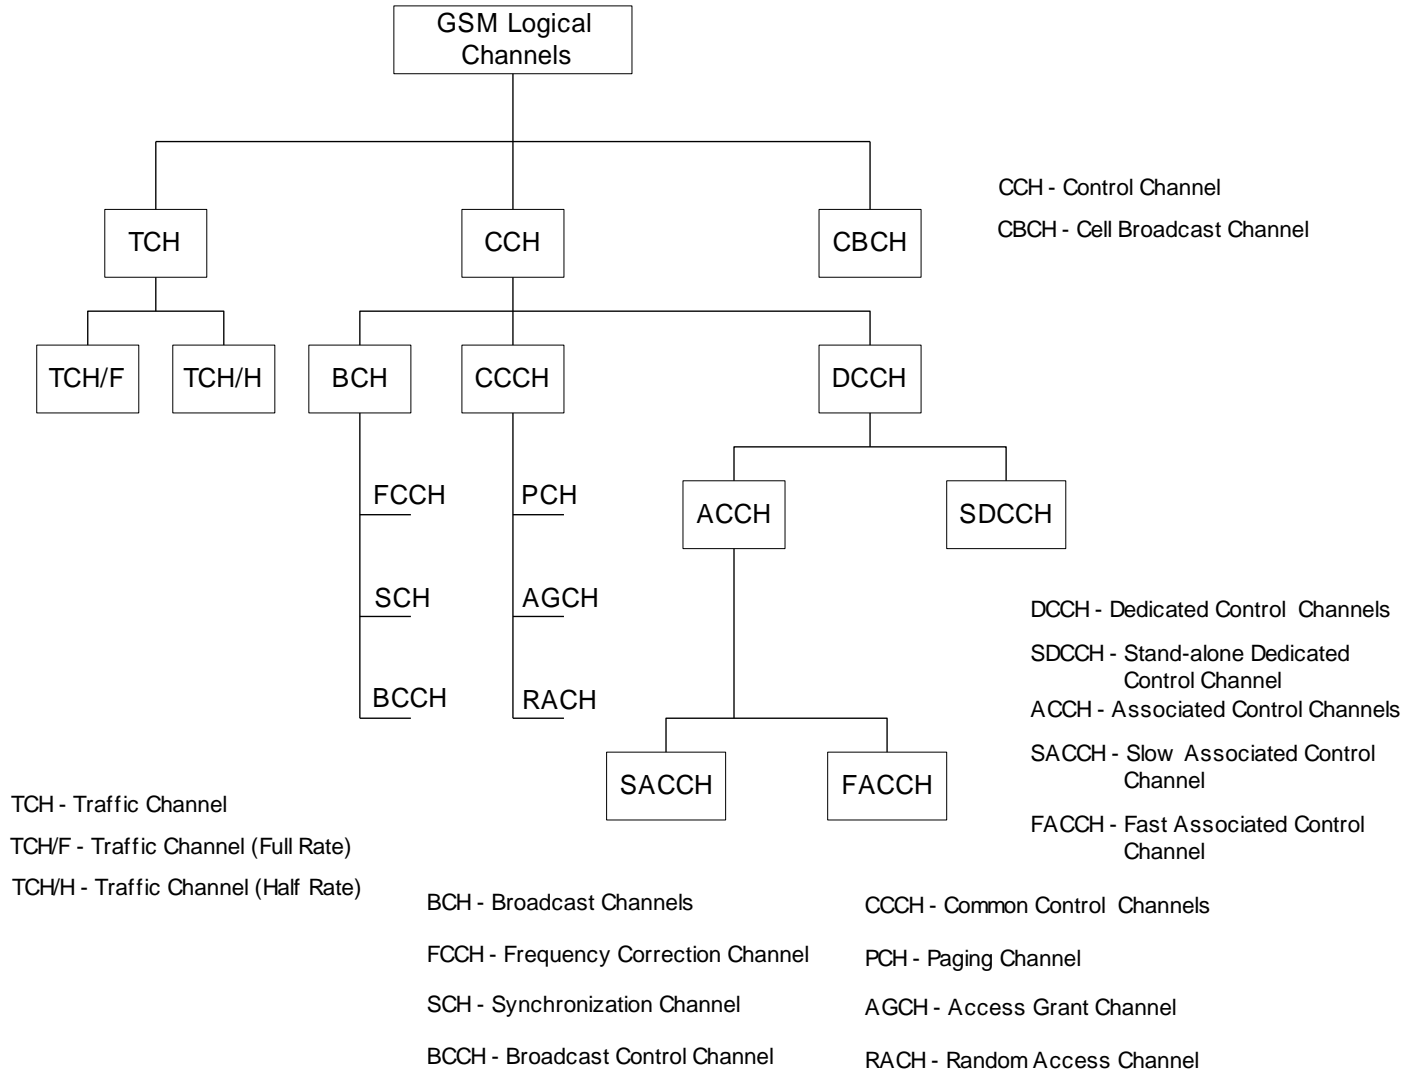 GSM Logical
Channels
CCH - Control Channel
CBCH - Cell Broadcast Channel
TCH
CCH
CBCH
TCH/F
TCH/H
BCH
CCCH
DCCH
FCCH
PCH
ACCH
SDCCH
SCH
AGCH
BCCH
RACH
SACCH
FACCH
DCCH - Dedicated Control Channels
SDCCH - Stand-alone Dedicated
Control Channel
ACCH - Associated Control Channels
SACCH - Slow Associated Control
Channel
FACCH - Fast Associated Control
Channel
TCH - Traffic Channel
TCH/F - Traffic Channel (Full Rate)
TCH/H - Traffic Channel (Half Rate)
BCH - Broadcast Channels
FCCH - Frequency Correction Channel
SCH - Synchronization Channel
BCCH - Broadcast Control Channel
CCCH - Common Control Channels
PCH - Paging Channel
AGCH - Access Grant Channel
RACH - Random Access Channel